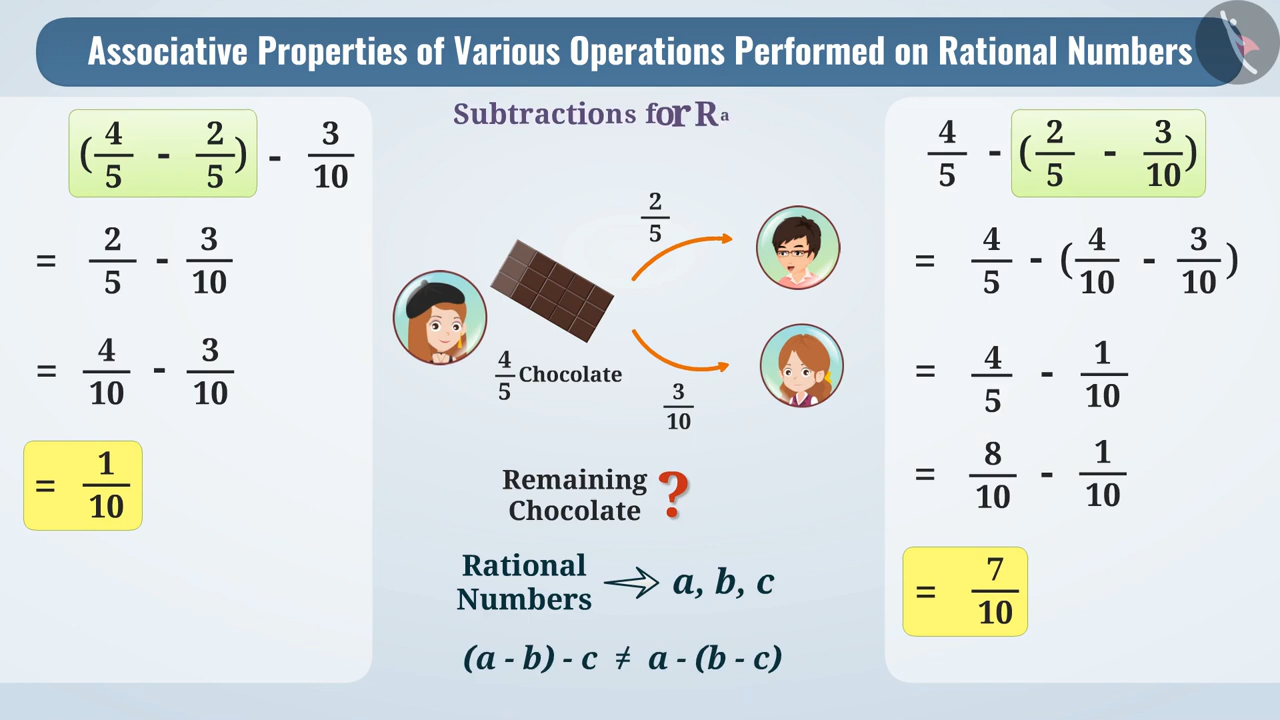 Associative Properties of Various Operations Performed on Rational Numbers
Subtractions for Ra
(4/5 - 2/5) - 3/10
= 2/5 - 3/10
= 4/10 - 3/10
= 1/10
2/5
4/5 Chocolate
3/10
Remaining
Chocolate ?
Rational
Numbers ⇒ a, b, c
(a - b) - c ≠ a - (b - c)
4/5 - (2/5 - 3/10)
= 4/5 - (4/10 - 3/10)
= 4/5 - 1/10
= 8/10 - 1/10
= 7/10